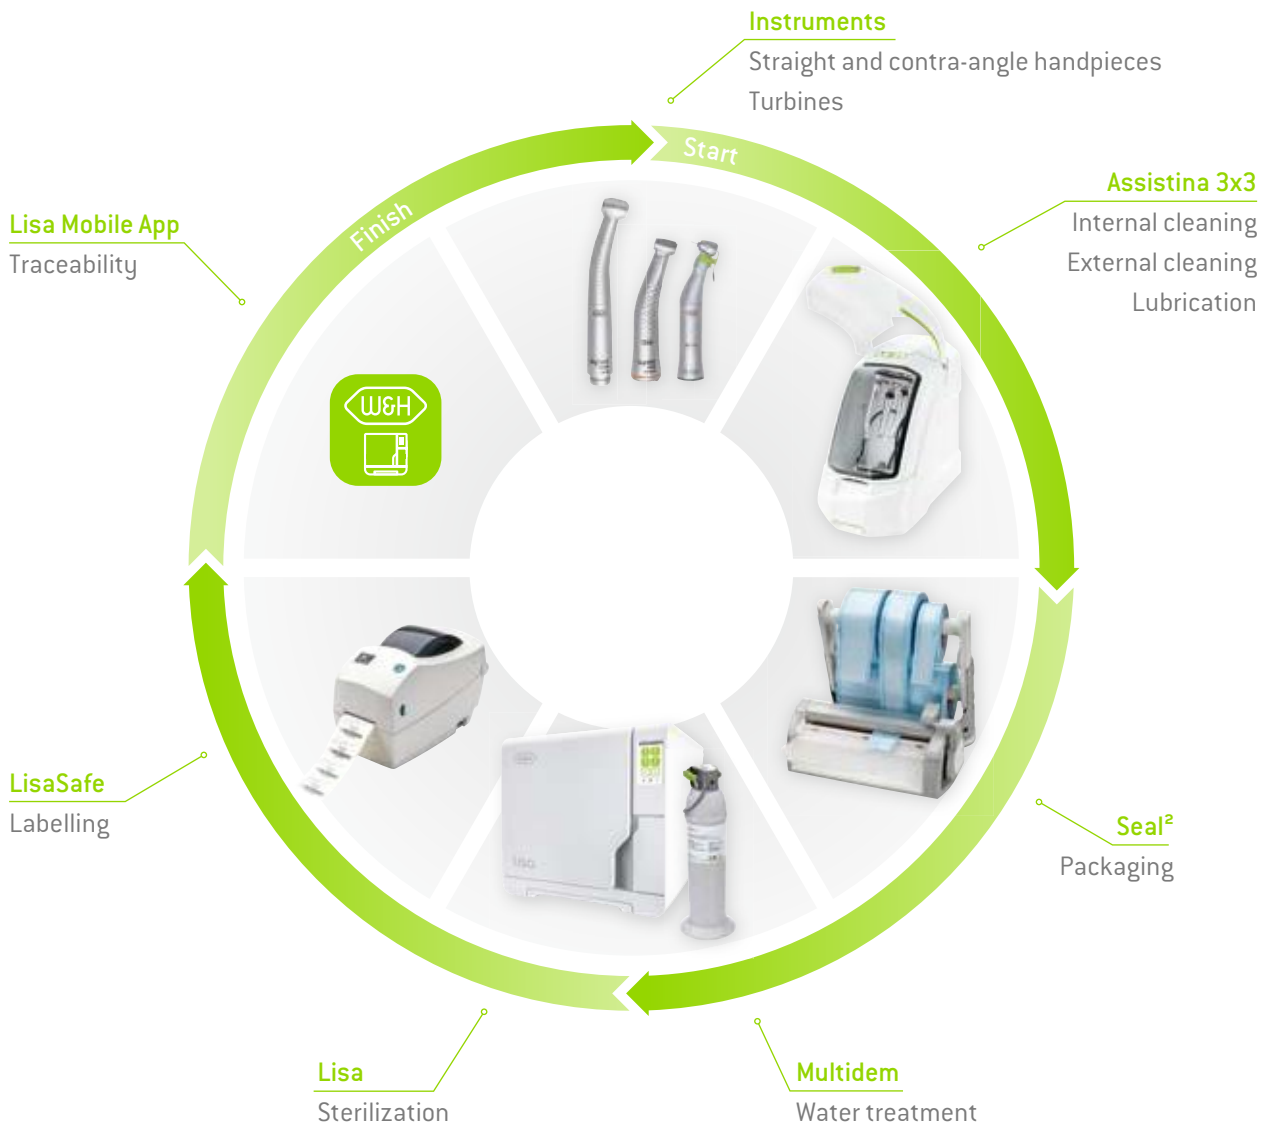 Instruments
Straight and contra-angle handpieces
Turbines
Start
Assistina 3x3
Internal cleaning
External cleaning
Lubrication
Finish
Lisa Mobile App
Traceability
W&H
LisaSafe
Labelling
Seal²
Packaging
Lisa
Sterilization
Multidem
Water treatment